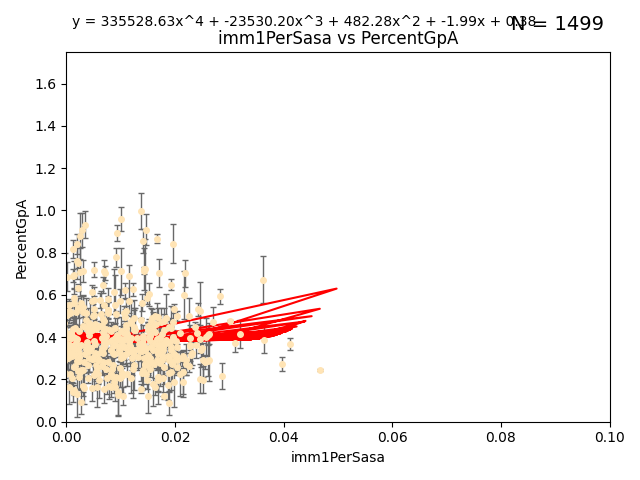 y = 335528.63x^4 + -23530.20x^3 + 482.28x^2 + -1.99x + 0.38
N = 1499
imm1PerSasa vs PercentGpA
1.6
1.4
1.2
1.0
0.8
0.6
0.4
0.2
0.0
PercentGpA
0.00 0.02 0.04 0.06 0.08 0.10
imm1PerSasa